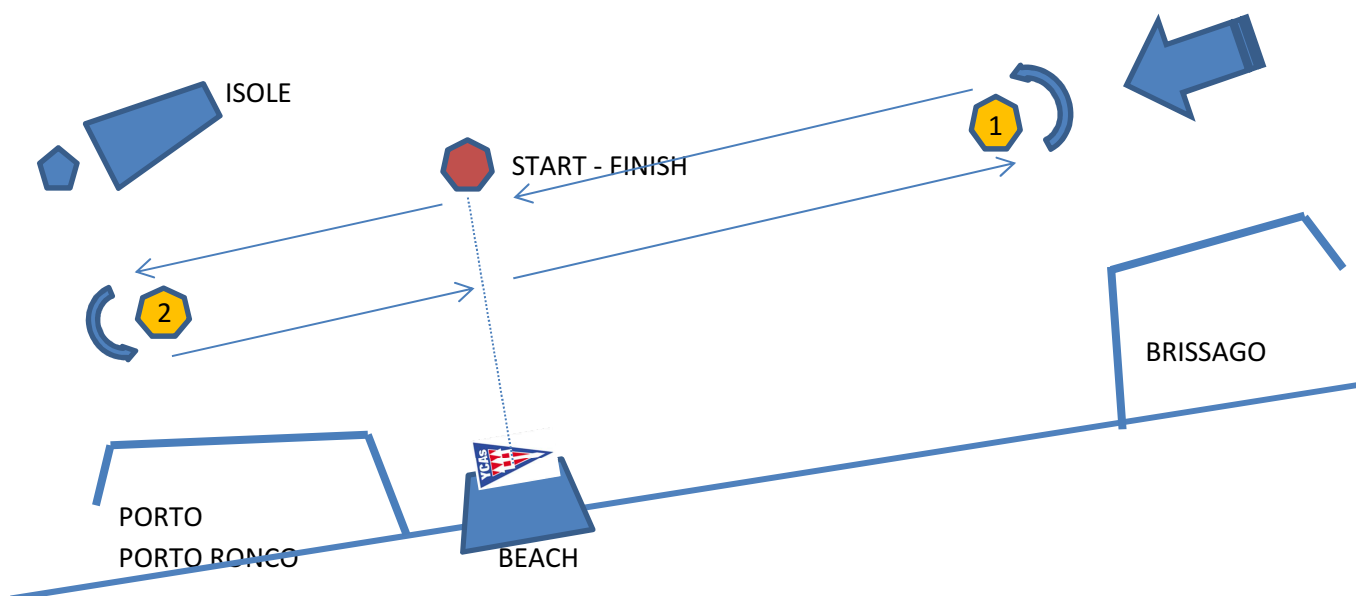 ISOLE
1
START - FINISH
2
BRISSAGO
YCAs
PORTO
PORTO RONCO
BEACH